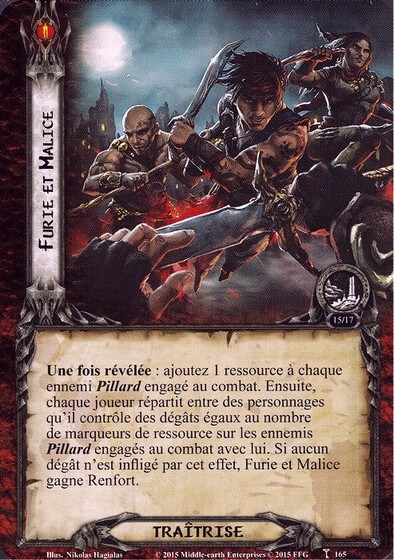 Furie et Malice
15/17
Une fois révélée : ajoutez 1 ressource à chaque
ennemi Pillard engagé au combat. Ensuite,
chaque joueur répartit entre des personnages
qu'il contrôle des dégâts égaux au nombre
de marqueurs de ressource sur les ennemis
Pillard engagés au combat avec lui. Si aucun
dégât n'est infligé par cet effet, Furie et Malice
gagne Renfort.
TRAÎTRISE
Illus. Nikolas Hagialas © 2015 Middle-earth Enterprises © 2015 FFG 165